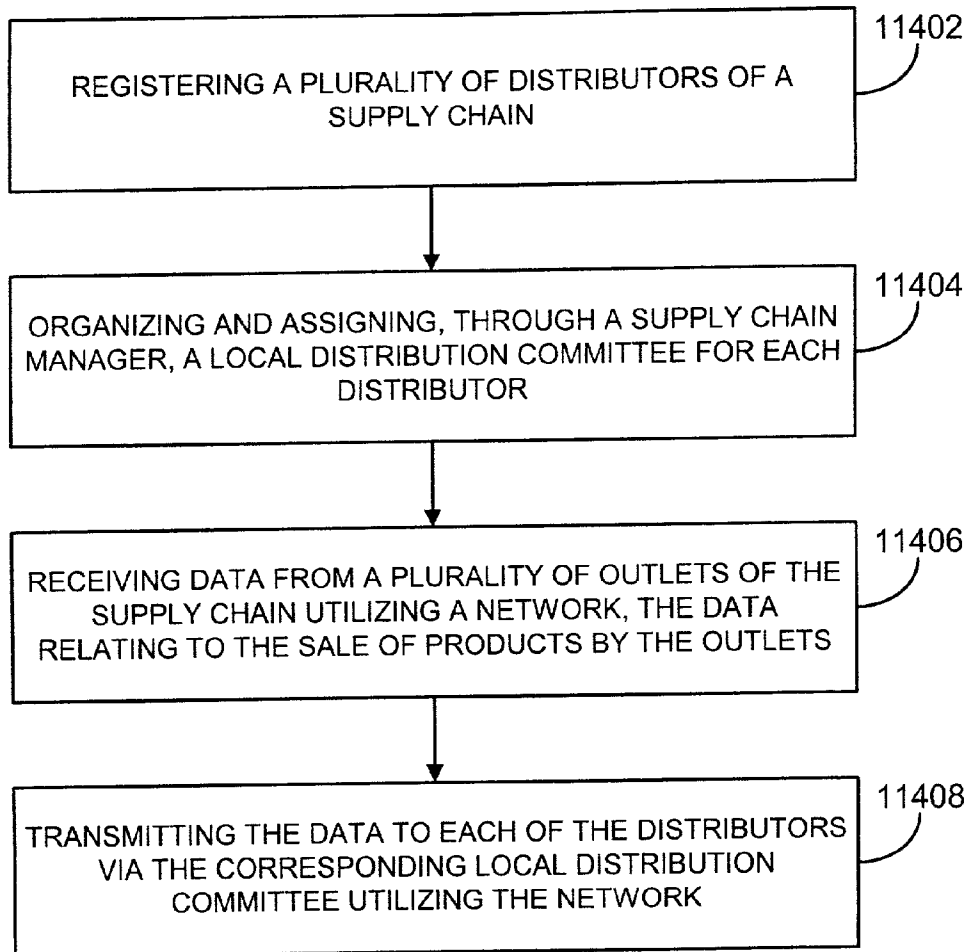 11402
REGISTERING A PLURALITY OF DISTRIBUTORS OF A
SUPPLY CHAIN
11404
ORGANIZING AND ASSIGNING, THROUGH A SUPPLY CHAIN
MANAGER, A LOCAL DISTRIBUTION COMMITTEE FOR EACH
DISTRIBUTOR
11406
RECEIVING DATA FROM A PLURALITY OF OUTLETS OF THE
SUPPLY CHAIN UTILIZING A NETWORK, THE DATA
RELATING TO THE SALE OF PRODUCTS BY THE OUTLETS
11408
TRANSMITTING THE DATA TO EACH OF THE DISTRIBUTORS
VIA THE CORRESPONDING LOCAL DISTRIBUTION
COMMITTEE UTILIZING THE NETWORK